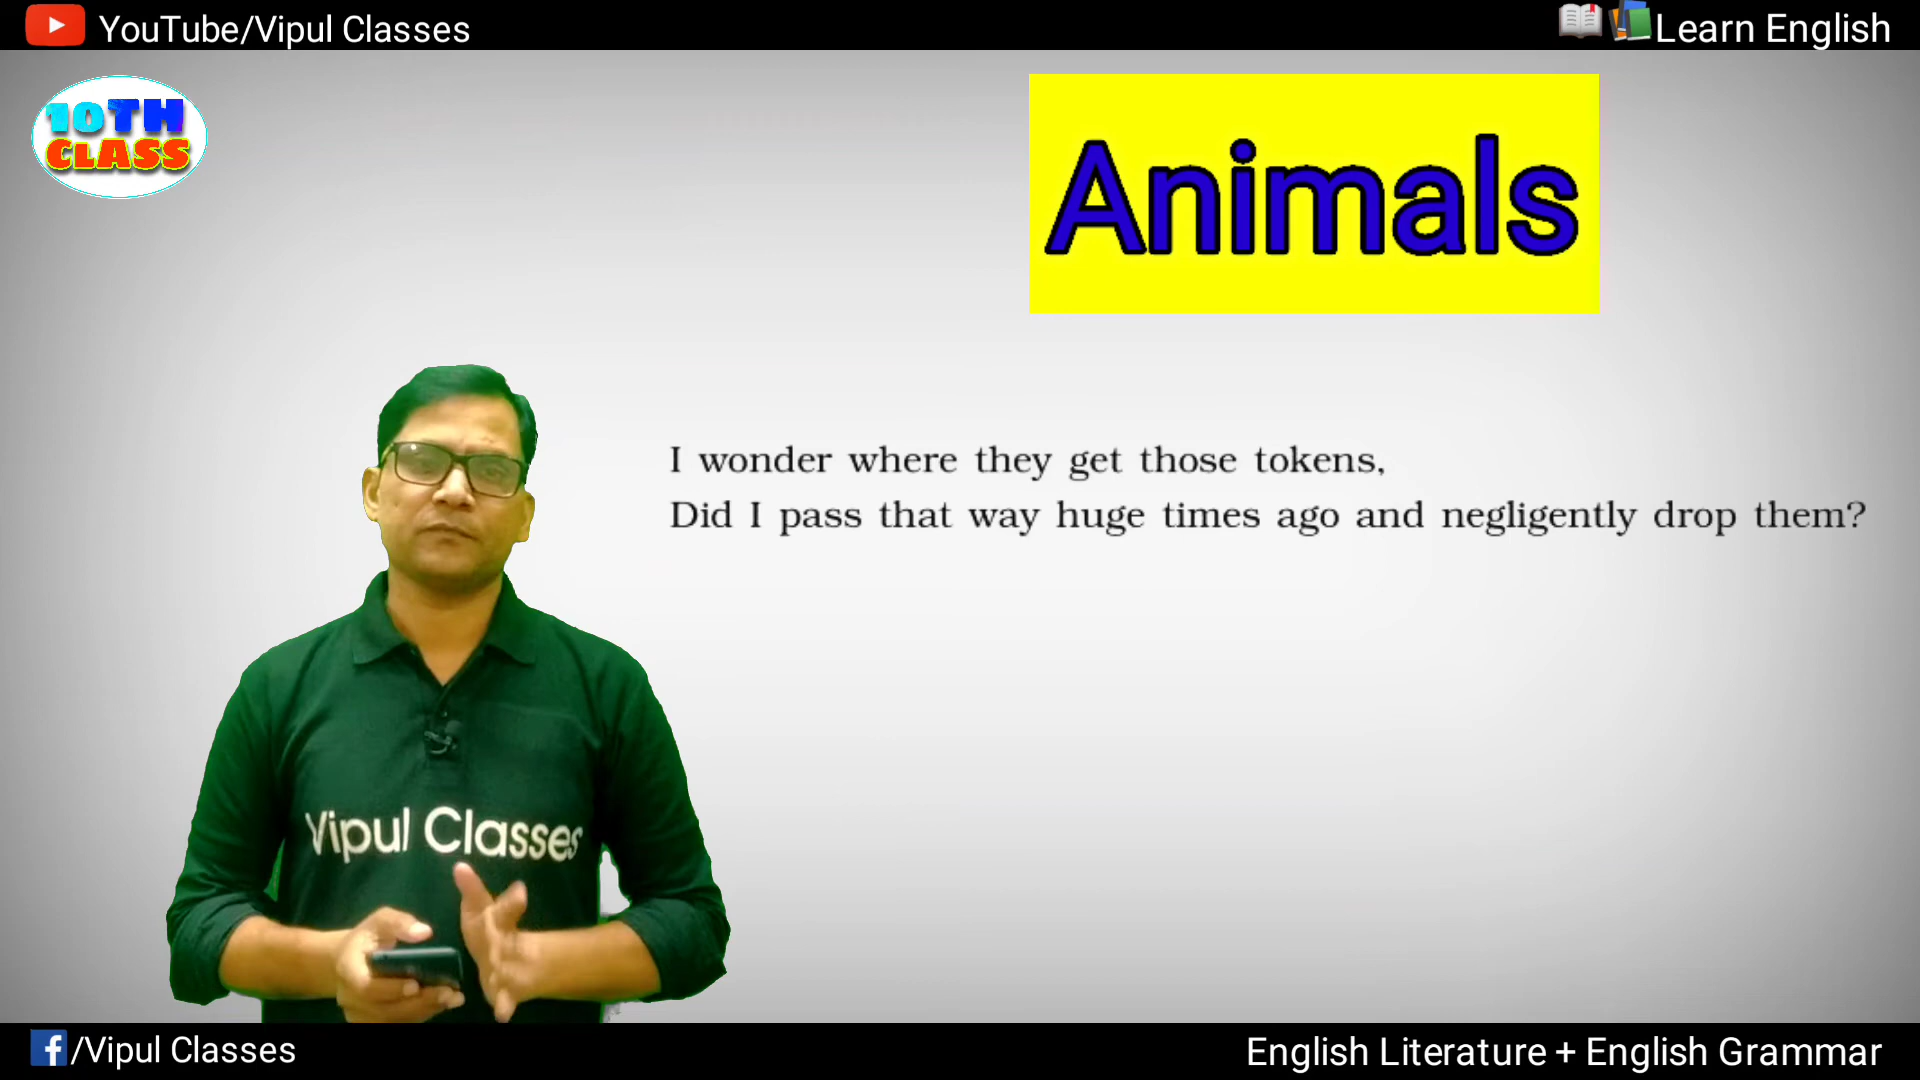 YouTube/Vipul Classes
Learn English
10TH
CLASS
Animals
I wonder where they get those tokens,
Did I pass that way huge times ago and negligently drop them?
Vipul Classes
f/Vipul Classes
English Literature + English Grammar